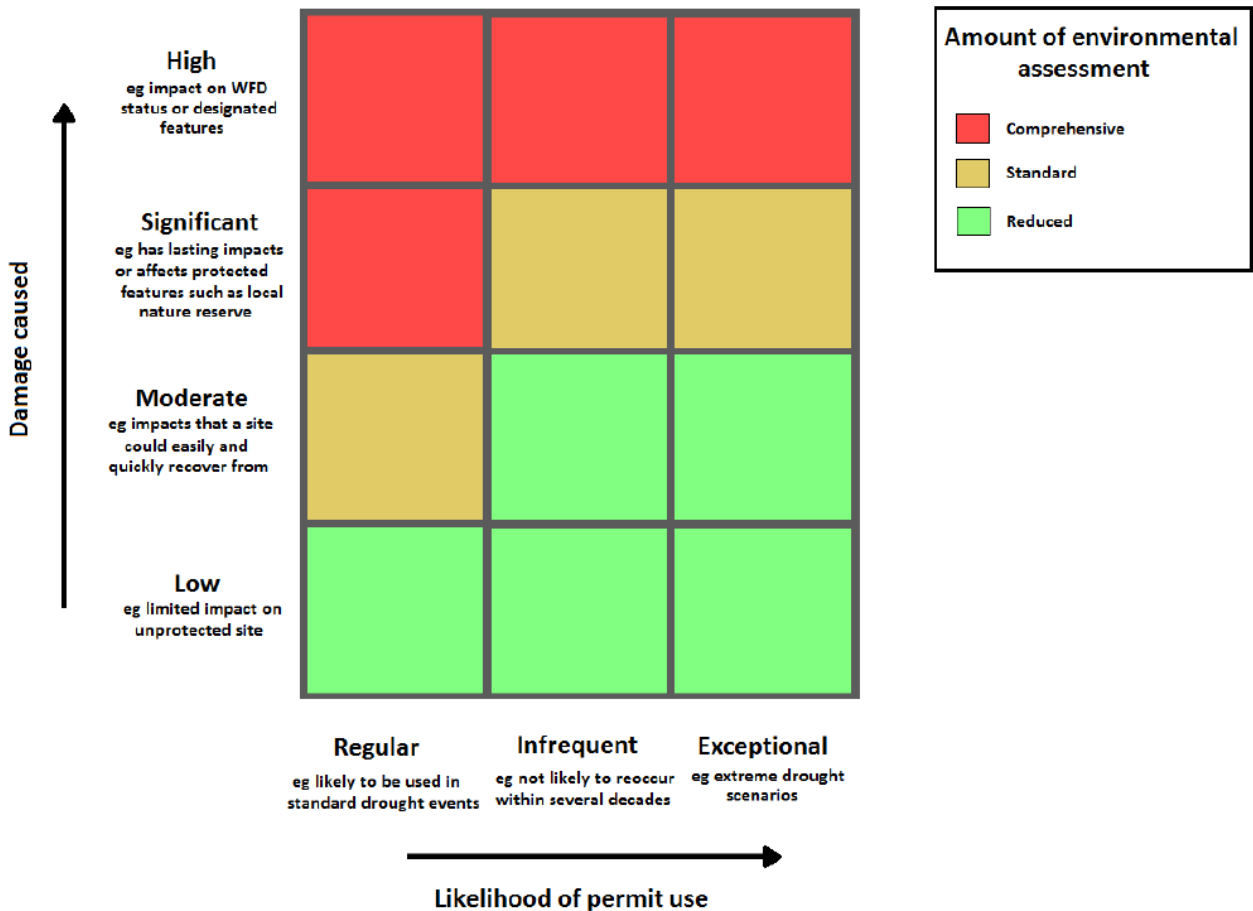 High
eg impact on WFD
status or designated
features
Significant
eg has lasting impacts
or affects protected
features such as local
nature reserve
Moderate
eg impacts that a site
could easily and
quickly recover from
Low
eg limited impact on
unprotected site
Damage caused
Regular
eg likely to be used in
standard drought events
Infrequent
eg not likely to reoccur
within several decades
Exceptional
eg extreme drought
scenarios
Likelihood of permit use
Amount of environmental
assessment
Comprehensive
Standard
Reduced